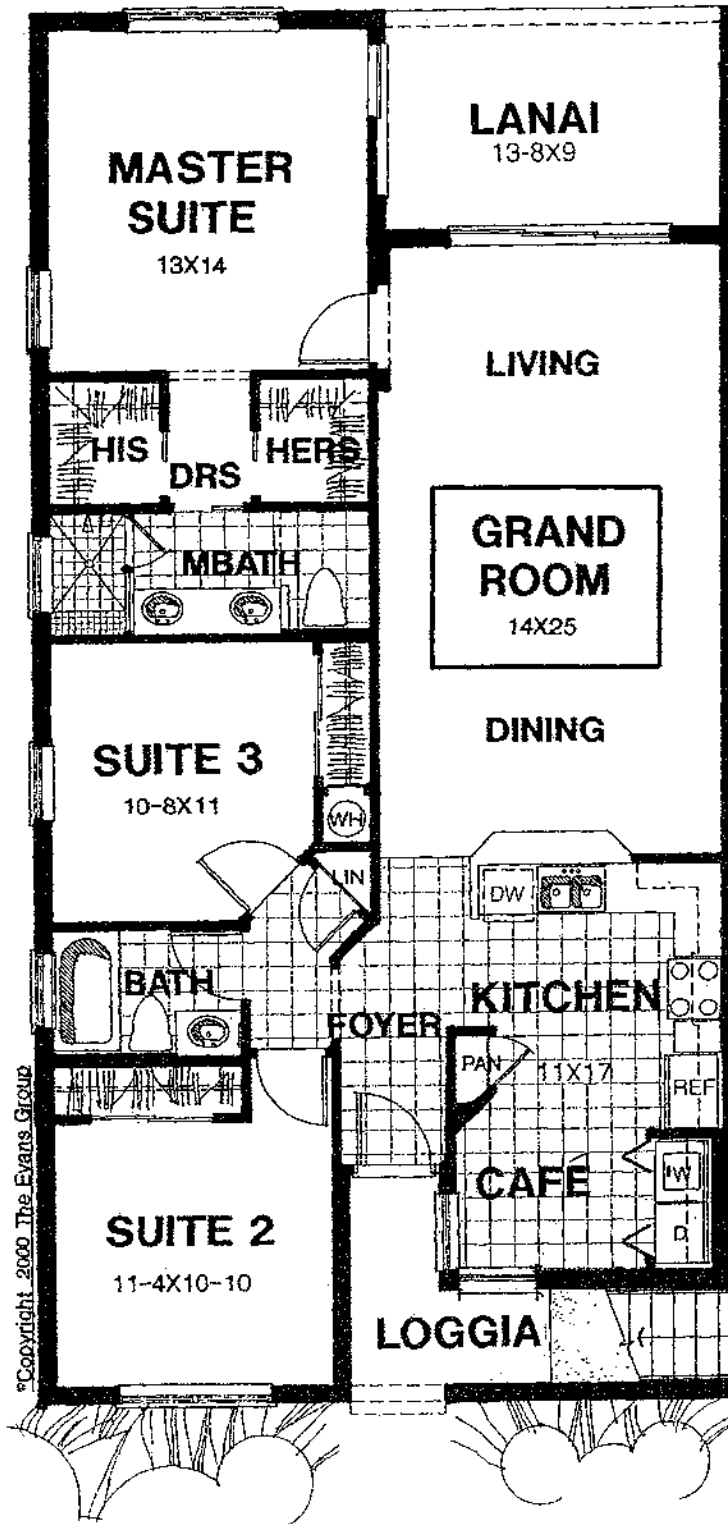 LANAI
13-8X9
MASTER
SUITE
13X14
LIVING
HIS
DRS
HERS
MBATH
GRAND
ROOM
14X25
DINING
SUITE 3
10-8X11
WH
LIN
DW
BATH
KITCHEN
FOYER
PAN
11X17
REF
CAFE
W
D
SUITE 2
11-4X10-10
LOGGIA
©Copyright 2000 The Evans Group